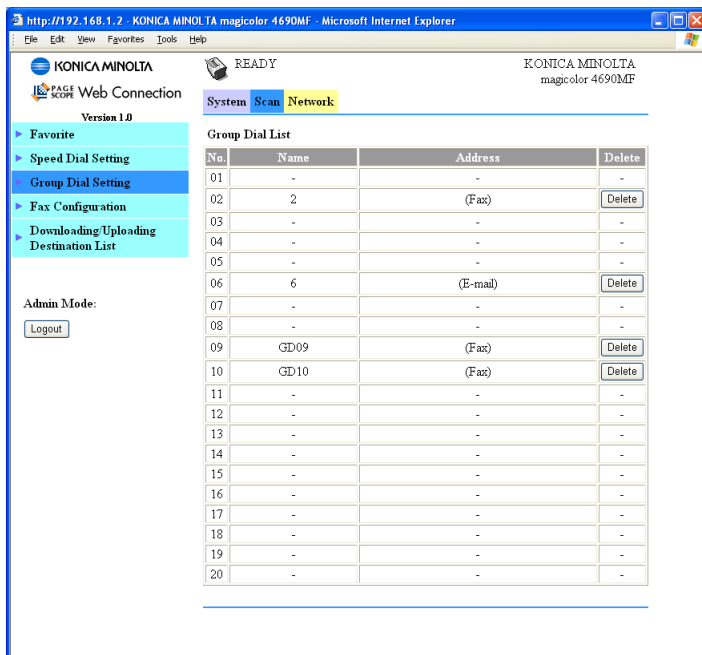 http://192.168.1.2 - KONICA MINOLTA magicolor 4690MF - Microsoft Internet Explorer
File Edit View Favorites Tools Help
KONICA MINOLTA
PAGE SCOPE Web Connection
Version 1.0
READY
KONICA MINOLTA
magicolor 4690MF
System Scan Network
Favorite
Speed Dial Setting
Group Dial Setting
Fax Configuration
Downloading/Uploading
Destination List
Admin Mode:
Logout
Group Dial List
No. Name Address Delete
01 - - -
02 2 (Fax) Delete
03 - - -
04 - - -
05 - - -
06 6 (E-mail) Delete
07 - - -
08 - - -
09 GD09 (Fax) Delete
10 GD10 (Fax) Delete
11 - - -
12 - - -
13 - - -
14 - - -
15 - - -
16 - - -
17 - - -
18 - - -
19 - - -
20 - - -